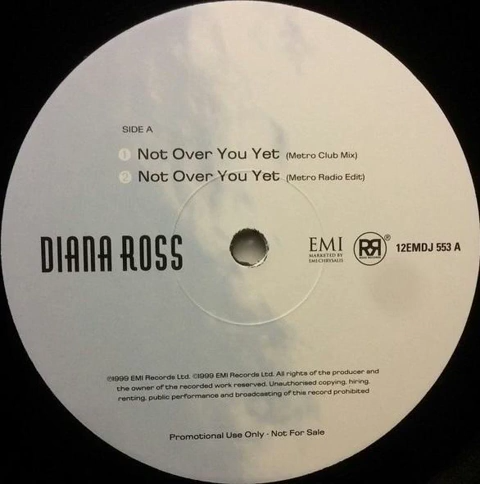 SIDE A
1 Not Over You Yet (Metro Club Mix)
2 Not Over You Yet (Metro Radio Edit)
DIANA ROSS
EMI
MARKETED BY
EMI:CHRYSALIS
RR®
12EMDJ 553 A
℗1999 EMI Records Ltd. ©1999 EMI Records Ltd. All rights of the producer and
the owner of the recorded work reserved. Unauthorised copying, hiring,
renting, public performance and broadcasting of this record prohibited
Promotional Use Only - Not For Sale